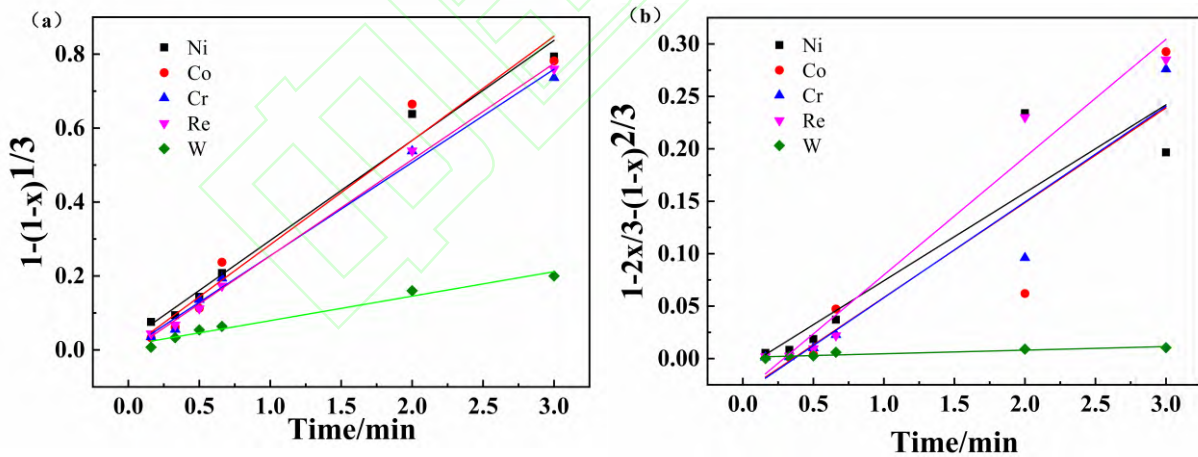 (a)
Ni
Co
Cr
Re
W
1-(1-x)1/3
0.8
0.6
0.4
0.2
0.0
0.0 0.5 1.0 1.5 2.0 2.5 3.0
Time/min
(b)
Ni
Co
Cr
Re
W
1-2x/3-(1-x)2/3
0.30
0.25
0.20
0.15
0.10
0.05
0.00
0.0 0.5 1.0 1.5 2.0 2.5 3.0
Time/min